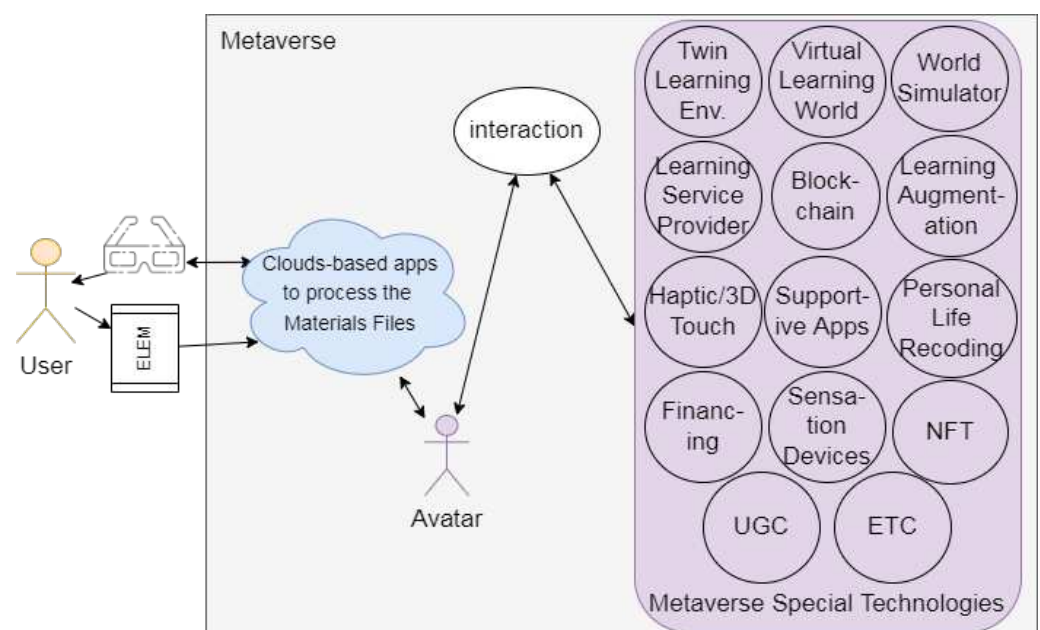 Metaverse
Twin
Learning
Env.
Virtual
Learning
World
World
Simulator
interaction
Learning
Service
Provider
Block-
chain
Learning
Augment-
ation
Clouds-based apps
to process the
Materials Files
Haptic/3D
Touch
Support-
ive Apps
Personal
Life
Recoding
User
ELEM
Financ-
ing
Sensa-
tion
Devices
NFT
Avatar
UGC
ETC
Metaverse Special Technologies